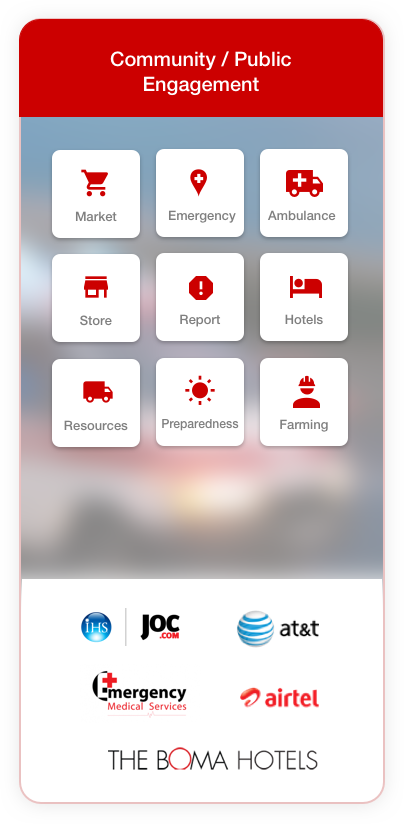 Community / Public
Engagement
Market
Emergency
Ambulance
Store
Report
Hotels
Resources
Preparedness
Farming
IHS
JOC
.COM
at&t
Emergency
Medical Services
airtel
THE BOMA HOTELS